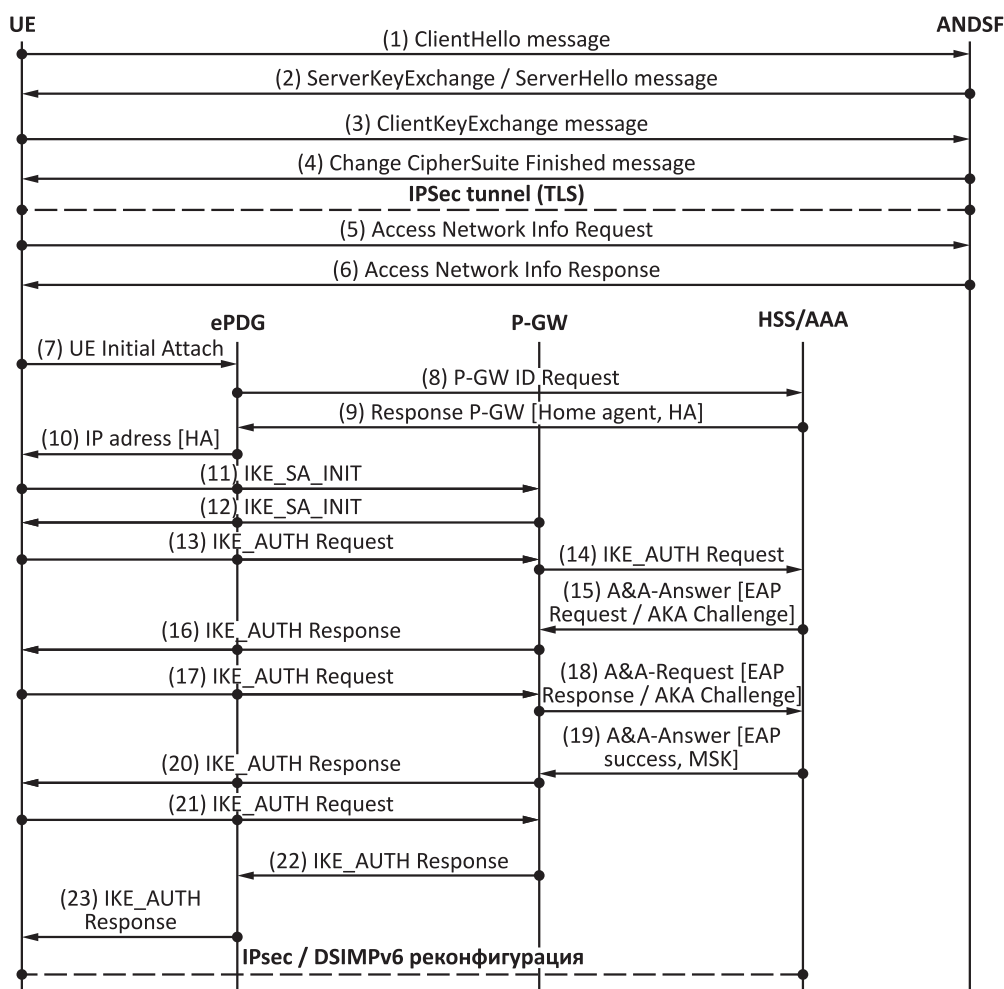 UE
ANDSF
(1) ClientHello message
(2) ServerKeyExchange / ServerHello message
(3) ClientKeyExchange message
(4) Change CipherSuite Finished message
IPSec tunnel (TLS)
(5) Access Network Info Request
(6) Access Network Info Response
ePDG
P-GW
HSS/AAA
(7) UE Initial Attach
(8) P-GW ID Request
(9) Response P-GW [Home agent, HA]
(10) IP adress [HA]
(11) IKE_SA_INIT
(12) IKE_SA_INIT
(13) IKE_AUTH Request
(14) IKE_AUTH Request
(15) A&A-Answer [EAP
Request / AKA Challenge]
(16) IKE_AUTH Response
(17) IKE_AUTH Request
(18) A&A-Request [EAP
Response / AKA Challenge]
(19) A&A-Answer [EAP
success, MSK]
(20) IKE_AUTH Response
(21) IKE_AUTH Request
(22) IKE_AUTH Response
(23) IKE_AUTH
Response
IPsec / DSIMPv6 реконфигурация